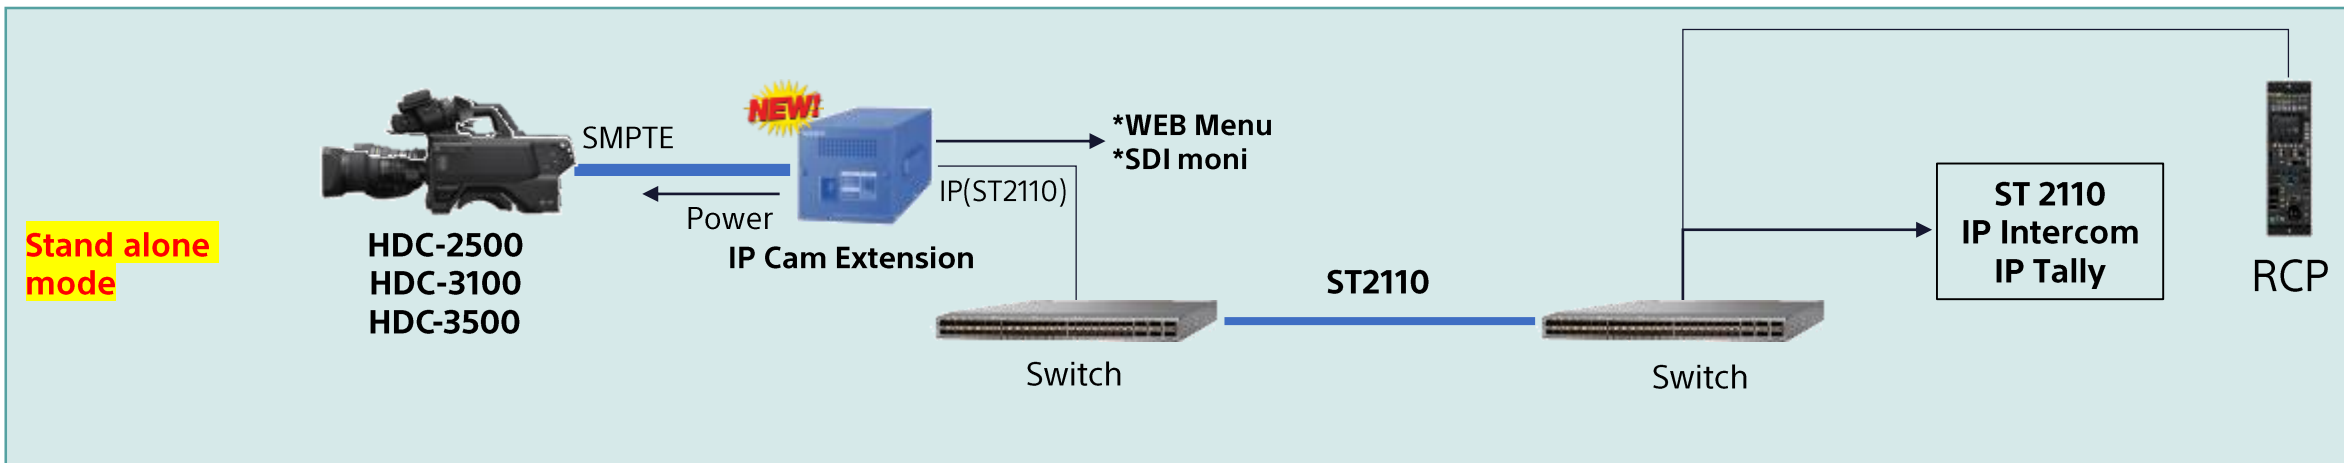 Stand alone
mode
HDC-2500
HDC-3100
HDC-3500
SMPTE
Power
NEW!
IP Cam Extension
*WEB Menu
*SDI moni
IP(ST2110)
Switch
ST2110
Switch
ST 2110
IP Intercom
IP Tally
RCP